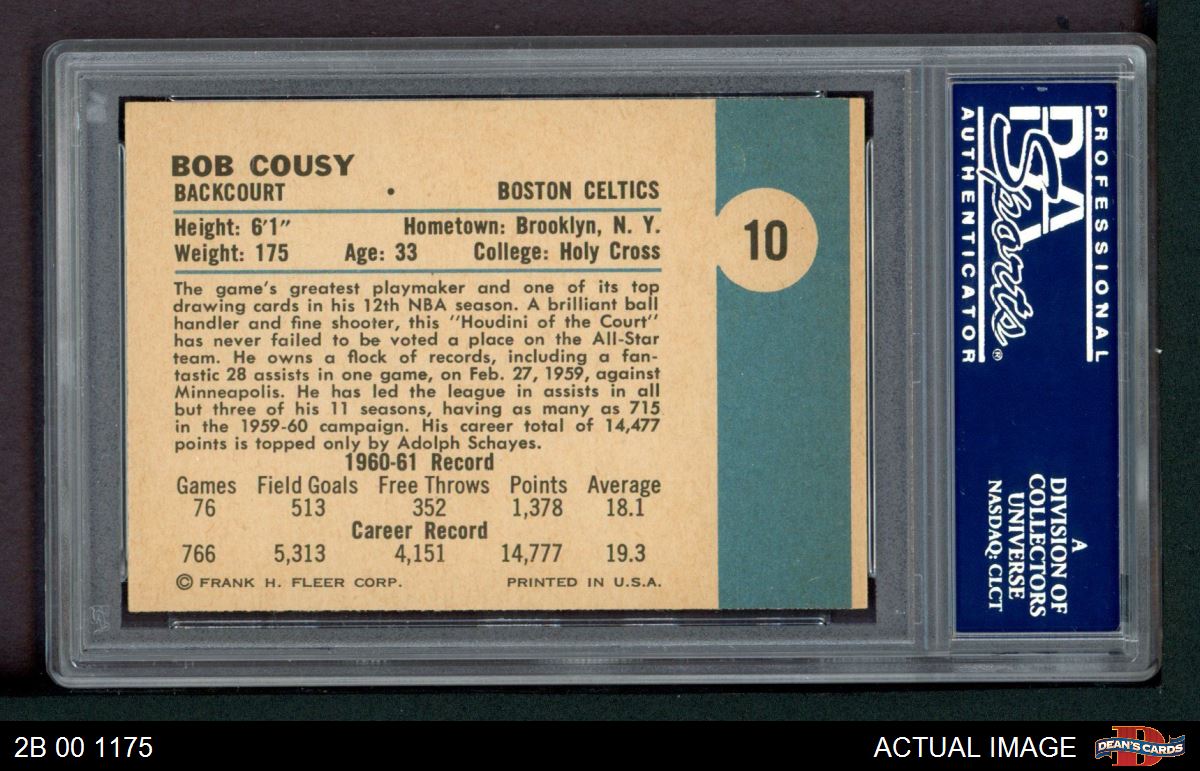 BOB COUSY
BACKCOURT • BOSTON CELTICS
Height: 6'1" Hometown: Brooklyn, N. Y.
Weight: 175 Age: 33 College: Holy Cross
The game's greatest playmaker and one of its top
drawing cards in his 12th NBA season. A brilliant ball
handler and fine shooter, this "Houdini of the Court"
has never failed to be voted a place on the All-Star
team. He owns a flock of records, including a fan-
tastic 28 assists in one game, on Feb. 27, 1959, against
Minneapolis. He has led the league in assists in all
but three of his 11 seasons, having as many as 715
in the 1959-60 campaign. His career total of 14,477
points is topped only by Adolph Schayes.
1960-61 Record
Games Field Goals Free Throws Points Average
76 513 352 1,378 18.1
Career Record
766 5,313 4,151 14,777 19.3
© FRANK H. FLEER CORP. PRINTED IN U.S.A.
10
PROFESSIONAL
PSA
Sports®
AUTHENTICATOR
A
DIVISION OF
COLLECTORS
UNIVERSE
NASDAQ: CLCT
2B 00 1175
ACTUAL IMAGE
D
DEAN'S CARDS